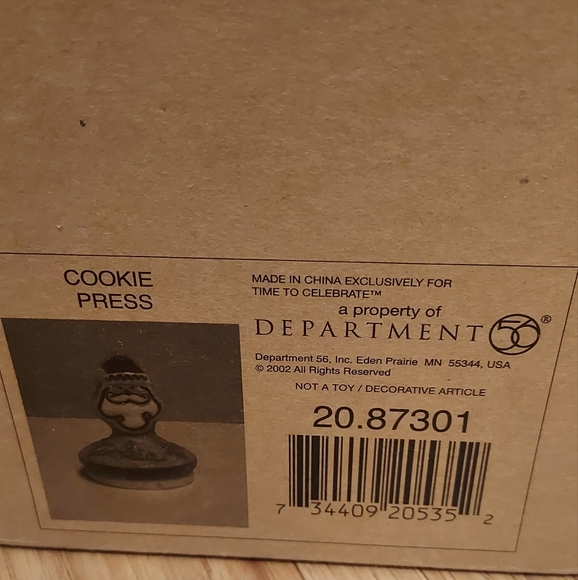 COOKIE
PRESS
MADE IN CHINA EXCLUSIVELY FOR
TIME TO CELEBRATE™
a property of
DEPARTMENT 56®
Department 56, Inc. Eden Prairie MN 55344, USA
© 2002 All Rights Reserved
NOT A TOY / DECORATIVE ARTICLE
20.87301
7 34409 20535 2